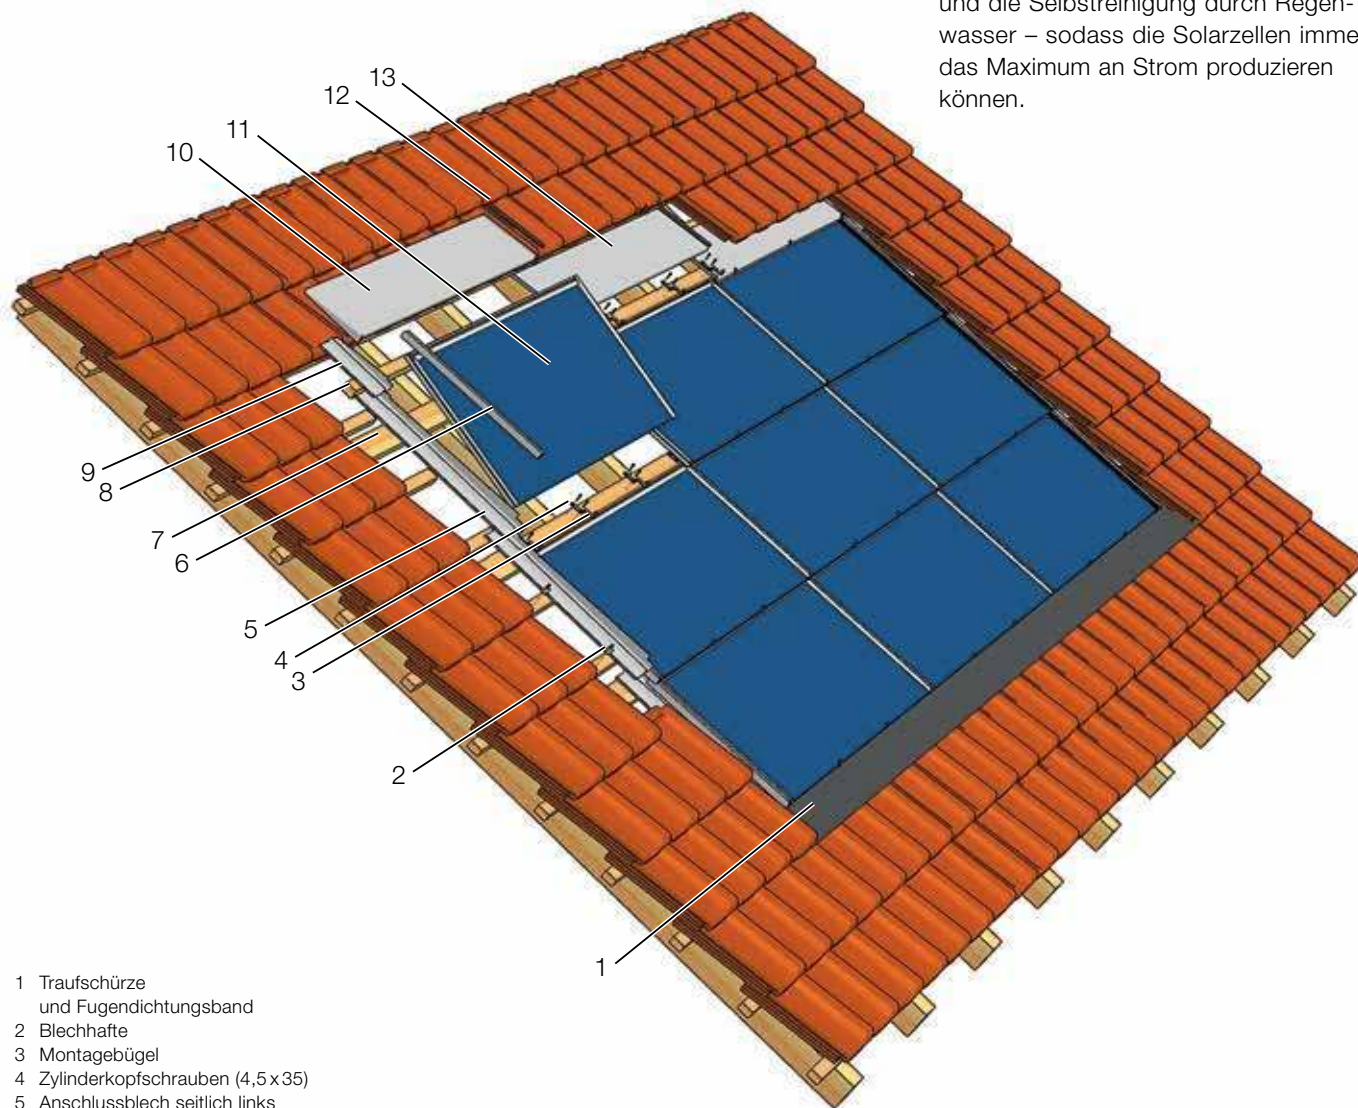 und die Selbstreinigung durch Regen-
wasser – sodass die Solarzellen imme
das Maximum an Strom produzieren
können.
13
12
11
10
9
8
7
6
5
4
3
2
1
1 Traufschürze
und Fugendichtungsband
2 Blechhafte
3 Montagebügel
4 Zylinderkopfschrauben (4,5 x 35)
5 Anschlussblech seitlich links